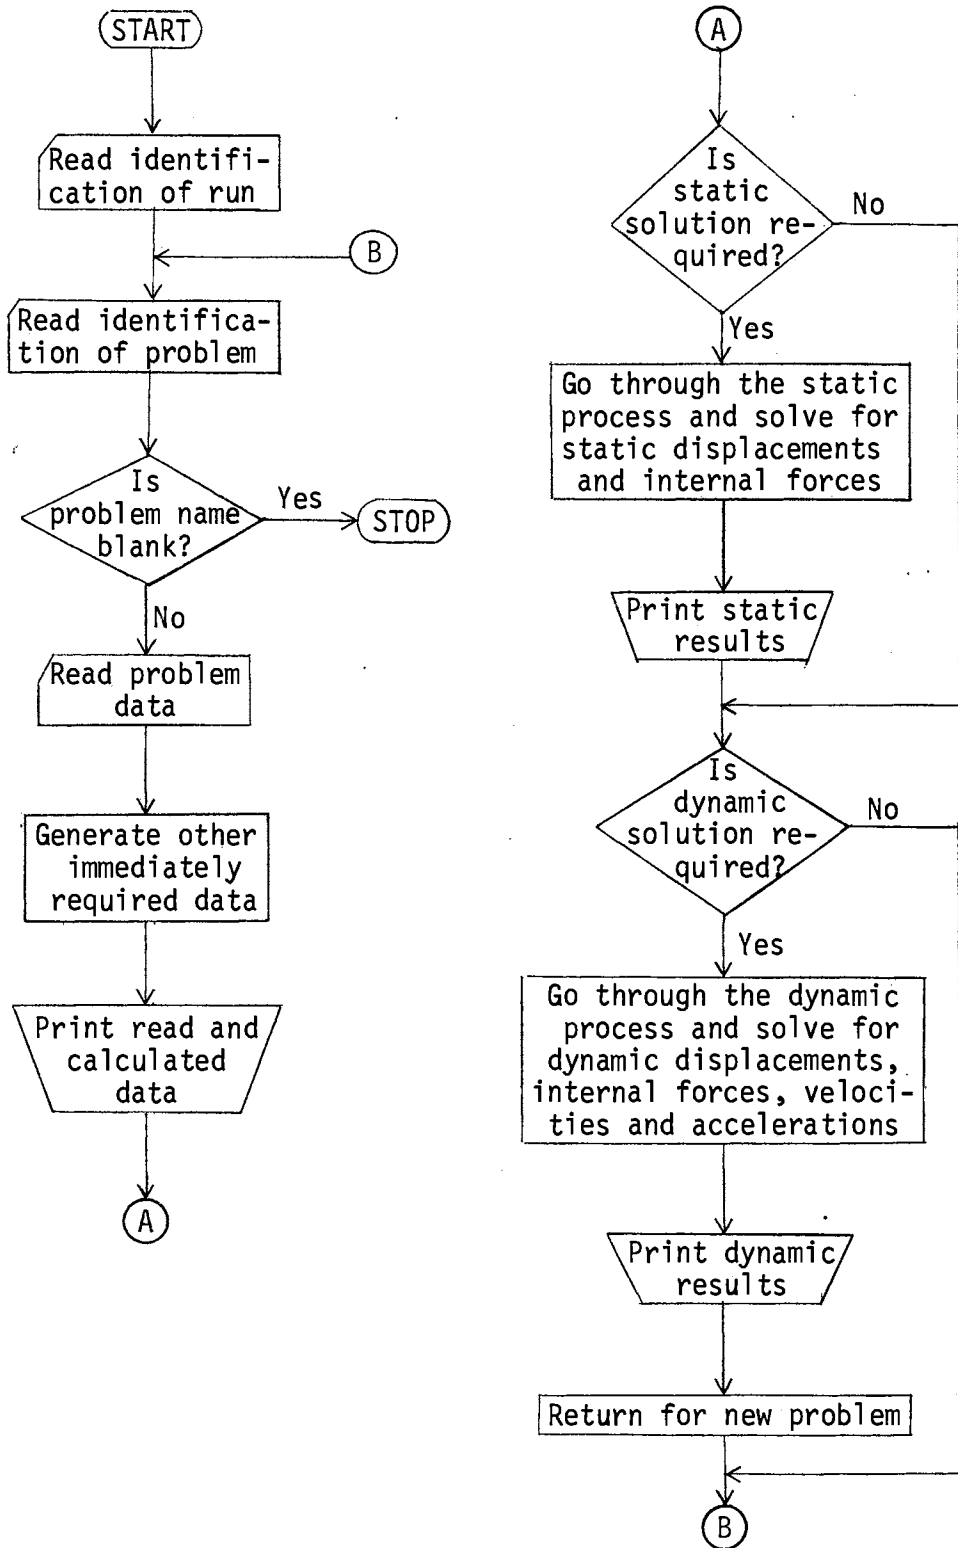 START
Read identifi-
cation of run
B
Read identifica-
tion of problem
Is
problem name
blank?
Yes
STOP
No
Read problem
data
Generate other
immediately
required data
Print read and
calculated
data
A
A
Is
static
solution re-
quired?
No
Yes
Go through the static
process and solve for
static displacements
and internal forces
Print static
results
Is
dynamic
solution re-
quired?
No
Yes
Go through the dynamic
process and solve for
dynamic displacements,
internal forces, veloci-
ties and accelerations
Print dynamic
results
Return for new problem
B